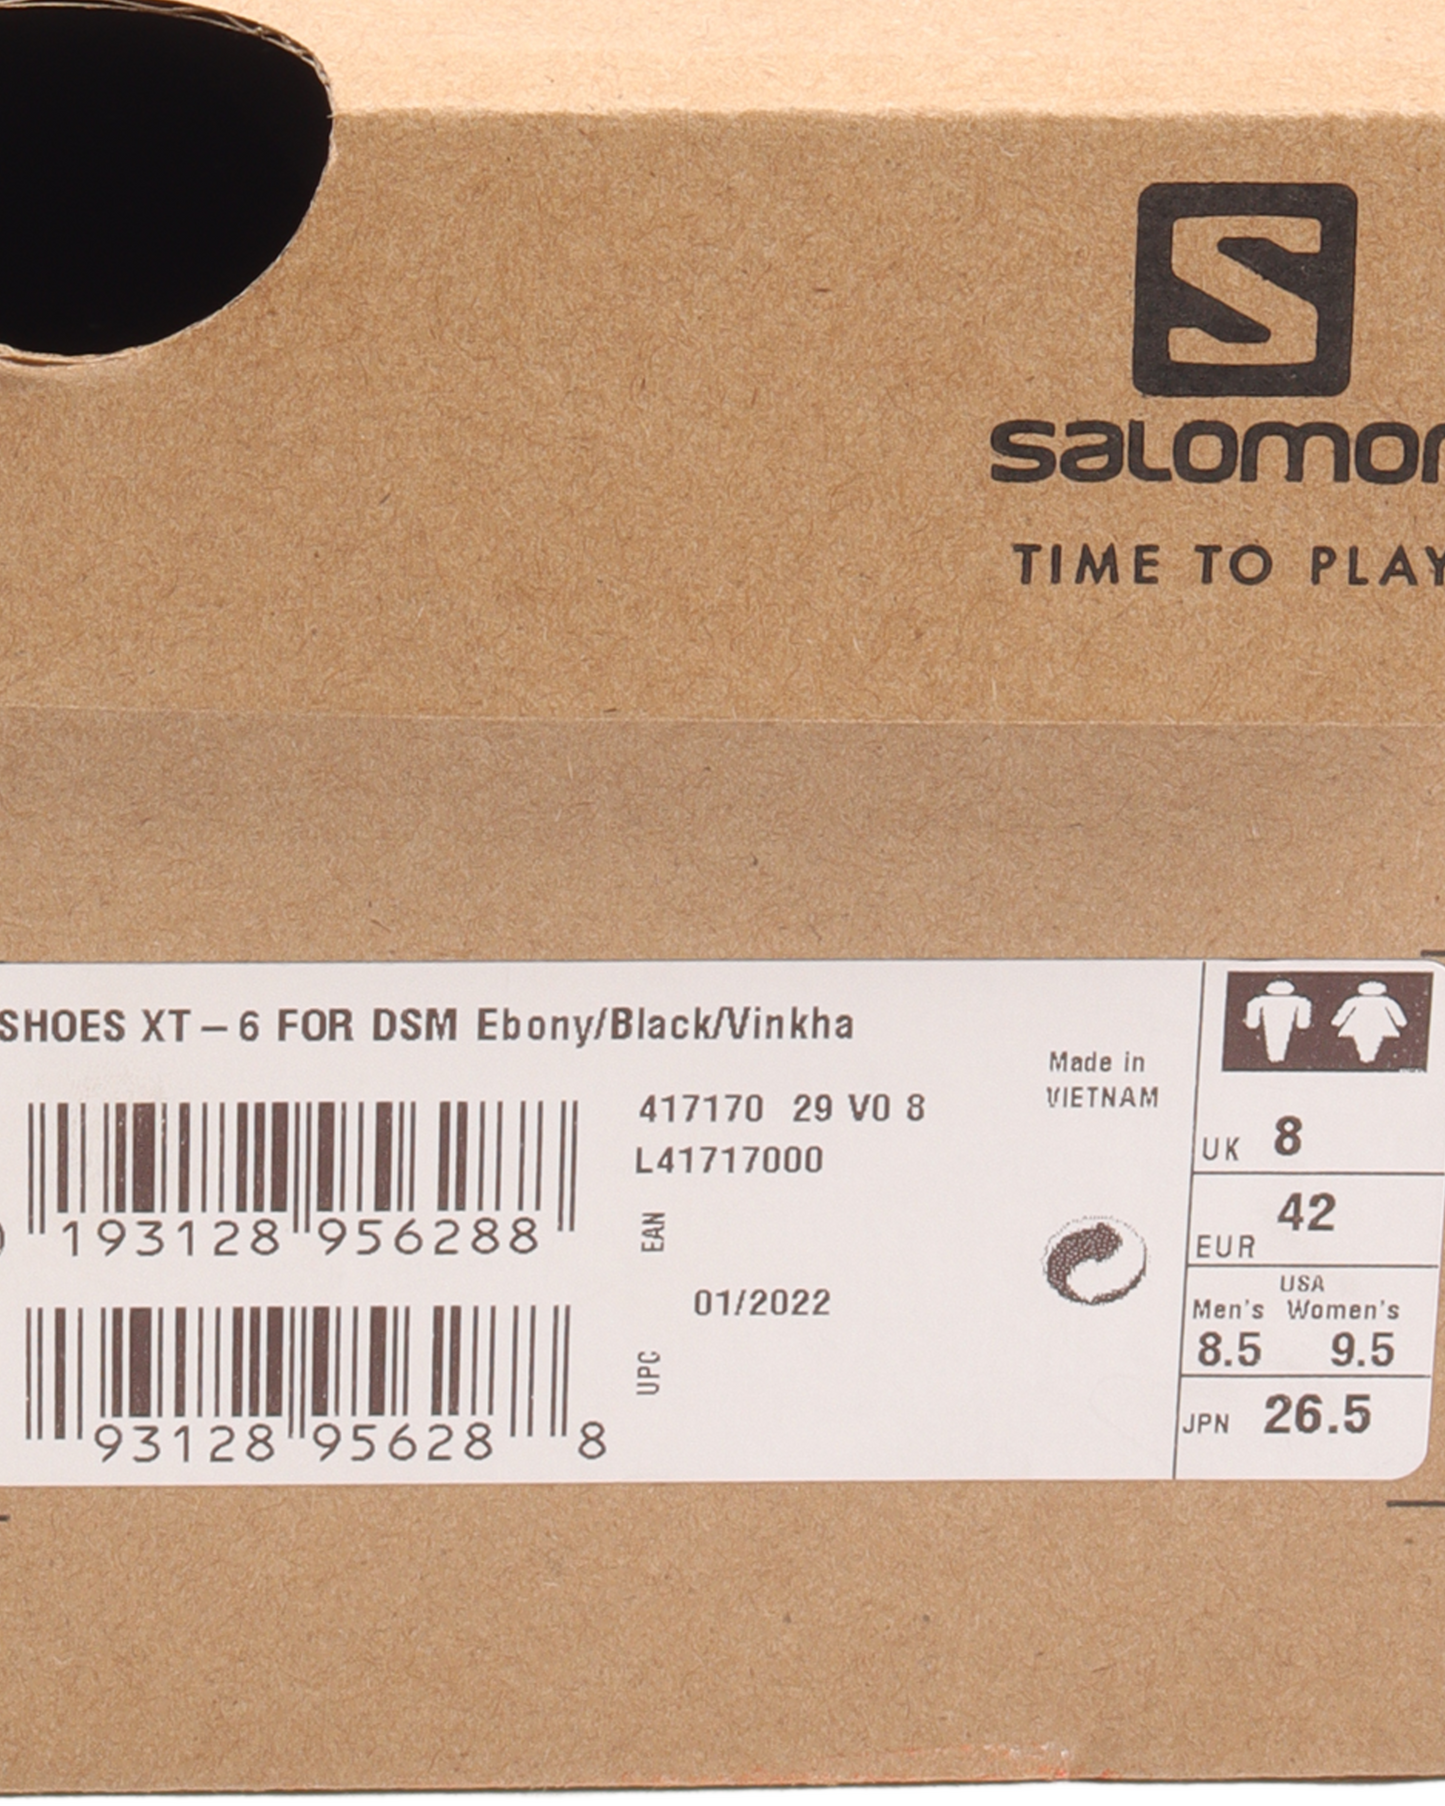 S
SALOMON
TIME TO PLAY
SHOES XT – 6 FOR DSM Ebony/Black/Vinkha
417170 29 V0 8
L41717000
Made in
VIETNAM
193128 956288
EAN
01/2022
93128 95628 8
UPC
UK 8
EUR 42
USA
Men's Women's
8.5 9.5
JPN 26.5